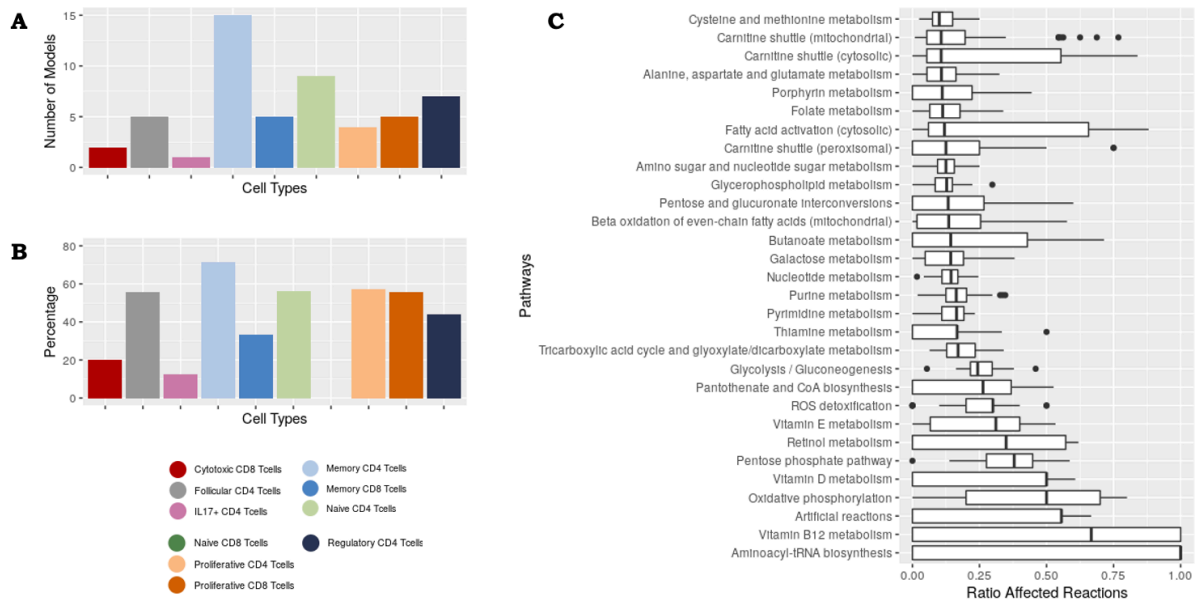 A
Number of Models
15
10
5
0
Cell Types
B
Percentage
80
60
40
20
0
Cell Types
Cytotoxic CD8 Tcells
Follicular CD4 Tcells
IL17+ CD4 Tcells
Naive CD8 Tcells
Proliferative CD4 Tcells
Proliferative CD8 Tcells
Memory CD4 Tcells
Memory CD8 Tcells
Naive CD4 Tcells
Regulatory CD4 Tcells
C
Pathways
Cysteine and methionine metabolism
Carnitine shuttle (mitochondrial)
Carnitine shuttle (cytosolic)
Alanine, aspartate and glutamate metabolism
Porphyrin metabolism
Folate metabolism
Fatty acid activation (cytosolic)
Carnitine shuttle (peroxisomal)
Amino sugar and nucleotide sugar metabolism
Glycerophospholipid metabolism
Pentose and glucuronate interconversions
Beta oxidation of even-chain fatty acids (mitochondrial)
Butanoate metabolism
Galactose metabolism
Nucleotide metabolism
Purine metabolism
Pyrimidine metabolism
Thiamine metabolism
Tricarboxylic acid cycle and glyoxylate/dicarboxylate metabolism
Glycolysis / Gluconeogenesis
Pantothenate and CoA biosynthesis
ROS detoxification
Vitamin E metabolism
Retinol metabolism
Pentose phosphate pathway
Vitamin D metabolism
Oxidative phosphorylation
Artificial reactions
Vitamin B12 metabolism
Aminoacyl-tRNA biosynthesis
0.00 0.25 0.50 0.75 1.00
Ratio Affected Reactions